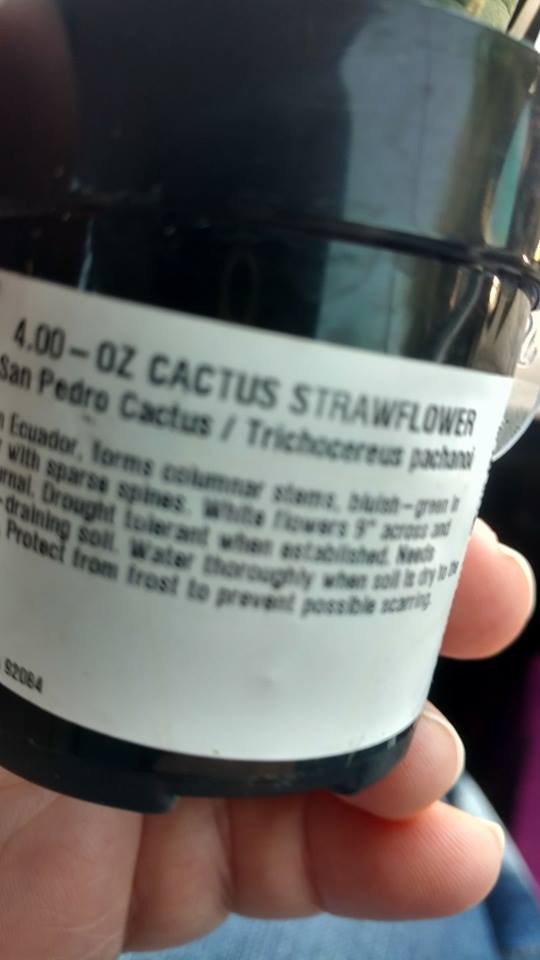 4.00-OZ CACTUS STRAWFLOWER
San Pedro Cactus / Trichocereus pachanoi
Ecuador, forms columnar stems, bluish-green in
with sparse spines. White flowers 9" across and
Drought tolerant when established. Needs
-draining soil. Water thoroughly when soil is dry to the
Protect from frost to prevent possible scarring.
92084